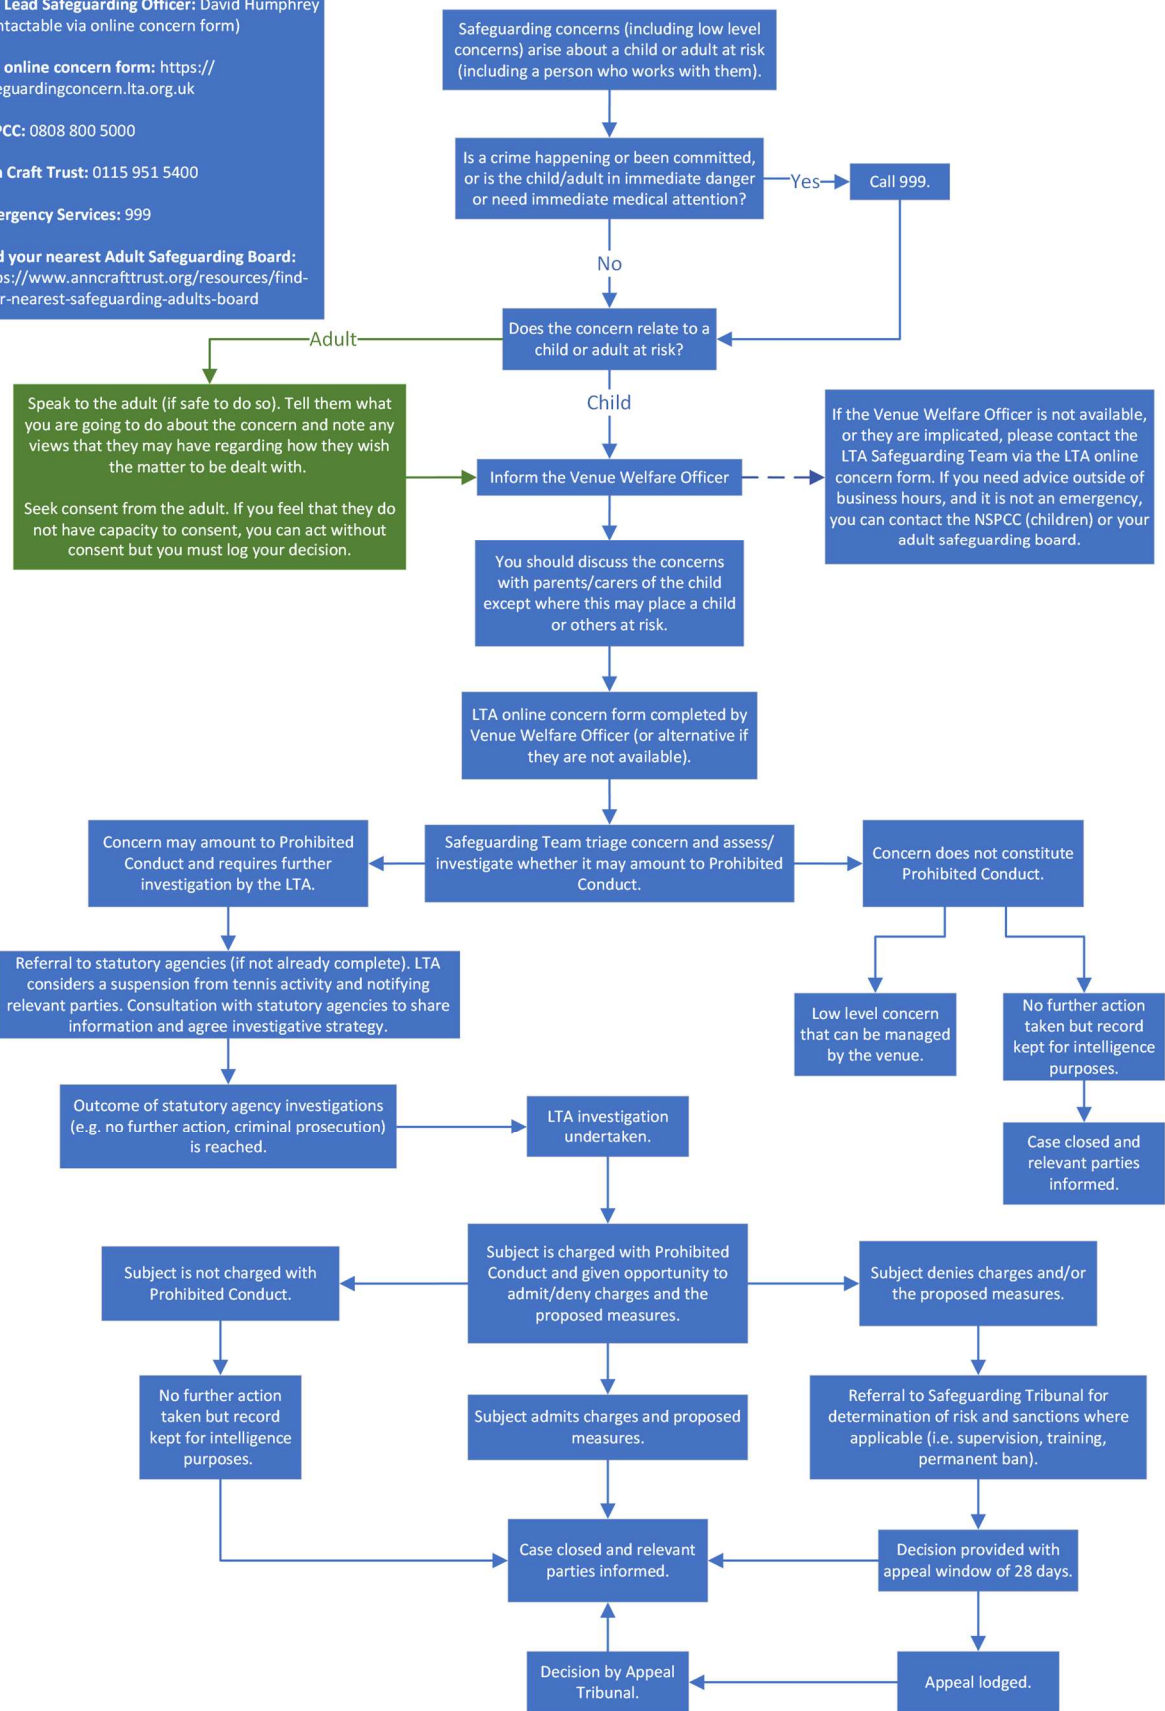 Lead Safeguarding Officer: David Humphrey
via online concern form)
online concern form: https://
0808 800 5000
Craft Trust: 0115 951 5400
Services: 999
your nearest Adult Safeguarding Board:
Safeguarding concerns (including low level
concerns) arise about a child or adult at risk
(including a person who works with them).
Is a crime happening or been committed,
or is the child/adult in immediate danger
or need immediate medical attention?
Yes
Call 999.
No
Does the concern relate to a
child or adult at risk?
Adult
Child
Speak to the adult (if safe to do so). Tell them what
you are going to do about the concern and note any
views that they may have regarding how they wish
the matter to be dealt with.
Seek consent from the adult. If you feel that they do
not have capacity to consent, you can act without
consent but you must log your decision.
Inform the Venue Welfare Officer
If the Venue Welfare Officer is not available,
or they are implicated, please contact the
LTA Safeguarding Team via the LTA online
concern form. If you need advice outside of
business hours, and it is not an emergency,
you can contact the NSPCC (children) or your
adult safeguarding board.
You should discuss the concerns
with parents/carers of the child
except where this may place a child
or others at risk.
LTA online concern form completed by
Venue Welfare Officer (or alternative if
they are not available).
Safeguarding Team triage concern and assess/
investigate whether it may amount to Prohibited
Conduct.
Concern may amount to Prohibited
Conduct and requires further
investigation by the LTA.
Concern does not constitute
Prohibited Conduct.
Referral to statutory agencies (if not already complete). LTA
considers a suspension from tennis activity and notifying
relevant parties. Consultation with statutory agencies to share
information and agree investigative strategy.
Low level concern
that can be managed
by the venue.
No further action
taken but record
kept for intelligence
purposes.
Outcome of statutory agency investigations
(e.g. no further action, criminal prosecution)
is reached.
LTA investigation
undertaken.
Case closed and
relevant parties
informed.
Subject is charged with Prohibited
Conduct and given opportunity to
admit/deny charges and the
proposed measures.
Subject is not charged with
Prohibited Conduct.
Subject denies charges and/or
the proposed measures.
No further action
taken but record
kept for intelligence
purposes.
Subject admits charges and proposed
measures.
Referral to Safeguarding Tribunal for
determination of risk and sanctions where
applicable (i.e. supervision, training,
permanent ban).
Case closed and relevant
parties informed.
Decision provided with
appeal window of 28 days.
Decision by Appeal
Tribunal.
Appeal lodged.